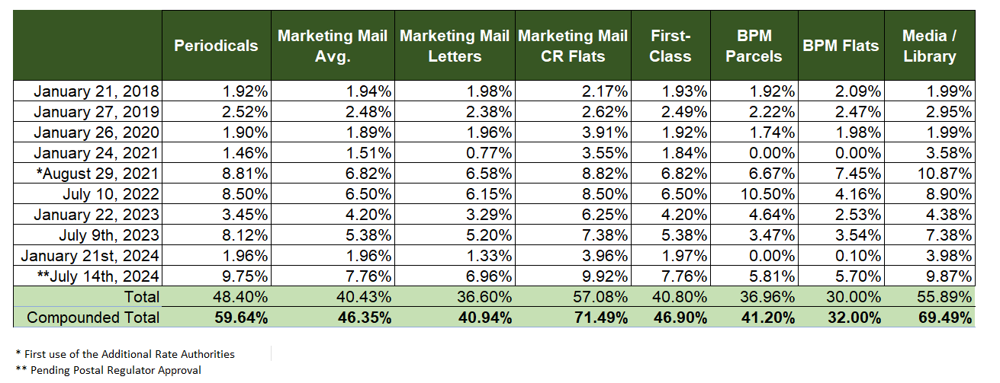 Periodicals Marketing Mail Avg. Marketing Mail Letters Marketing Mail CR Flats First-Class BPM Parcels BPM Flats Media / Library
January 21, 2018 1.92% 1.94% 1.98% 2.17% 1.93% 1.92% 2.09% 1.99%
January 27, 2019 2.52% 2.48% 2.38% 2.62% 2.49% 2.22% 2.47% 2.95%
January 26, 2020 1.90% 1.89% 1.96% 3.91% 1.92% 1.74% 1.98% 1.99%
January 24, 2021 1.46% 1.51% 0.77% 3.55% 1.84% 0.00% 0.00% 3.58%
*August 29, 2021 8.81% 6.82% 6.58% 8.82% 6.82% 6.67% 7.45% 10.87%
July 10, 2022 8.50% 6.50% 6.15% 8.50% 6.50% 10.50% 4.16% 8.90%
January 22, 2023 3.45% 4.20% 3.29% 6.25% 4.20% 4.64% 2.53% 4.38%
July 9th, 2023 8.12% 5.38% 5.20% 7.38% 5.38% 3.47% 3.54% 7.38%
January 21st, 2024 1.96% 1.96% 1.33% 3.96% 1.97% 0.00% 0.10% 3.98%
**July 14th, 2024 9.75% 7.76% 6.96% 9.92% 7.76% 5.81% 5.70% 9.87%
Total 48.40% 40.43% 36.60% 57.08% 40.80% 36.96% 30.00% 55.89%
Compounded Total 59.64% 46.35% 40.94% 71.49% 46.90% 41.20% 32.00% 69.49%
* First use of the Additional Rate Authorities
** Pending Postal Regulator Approval